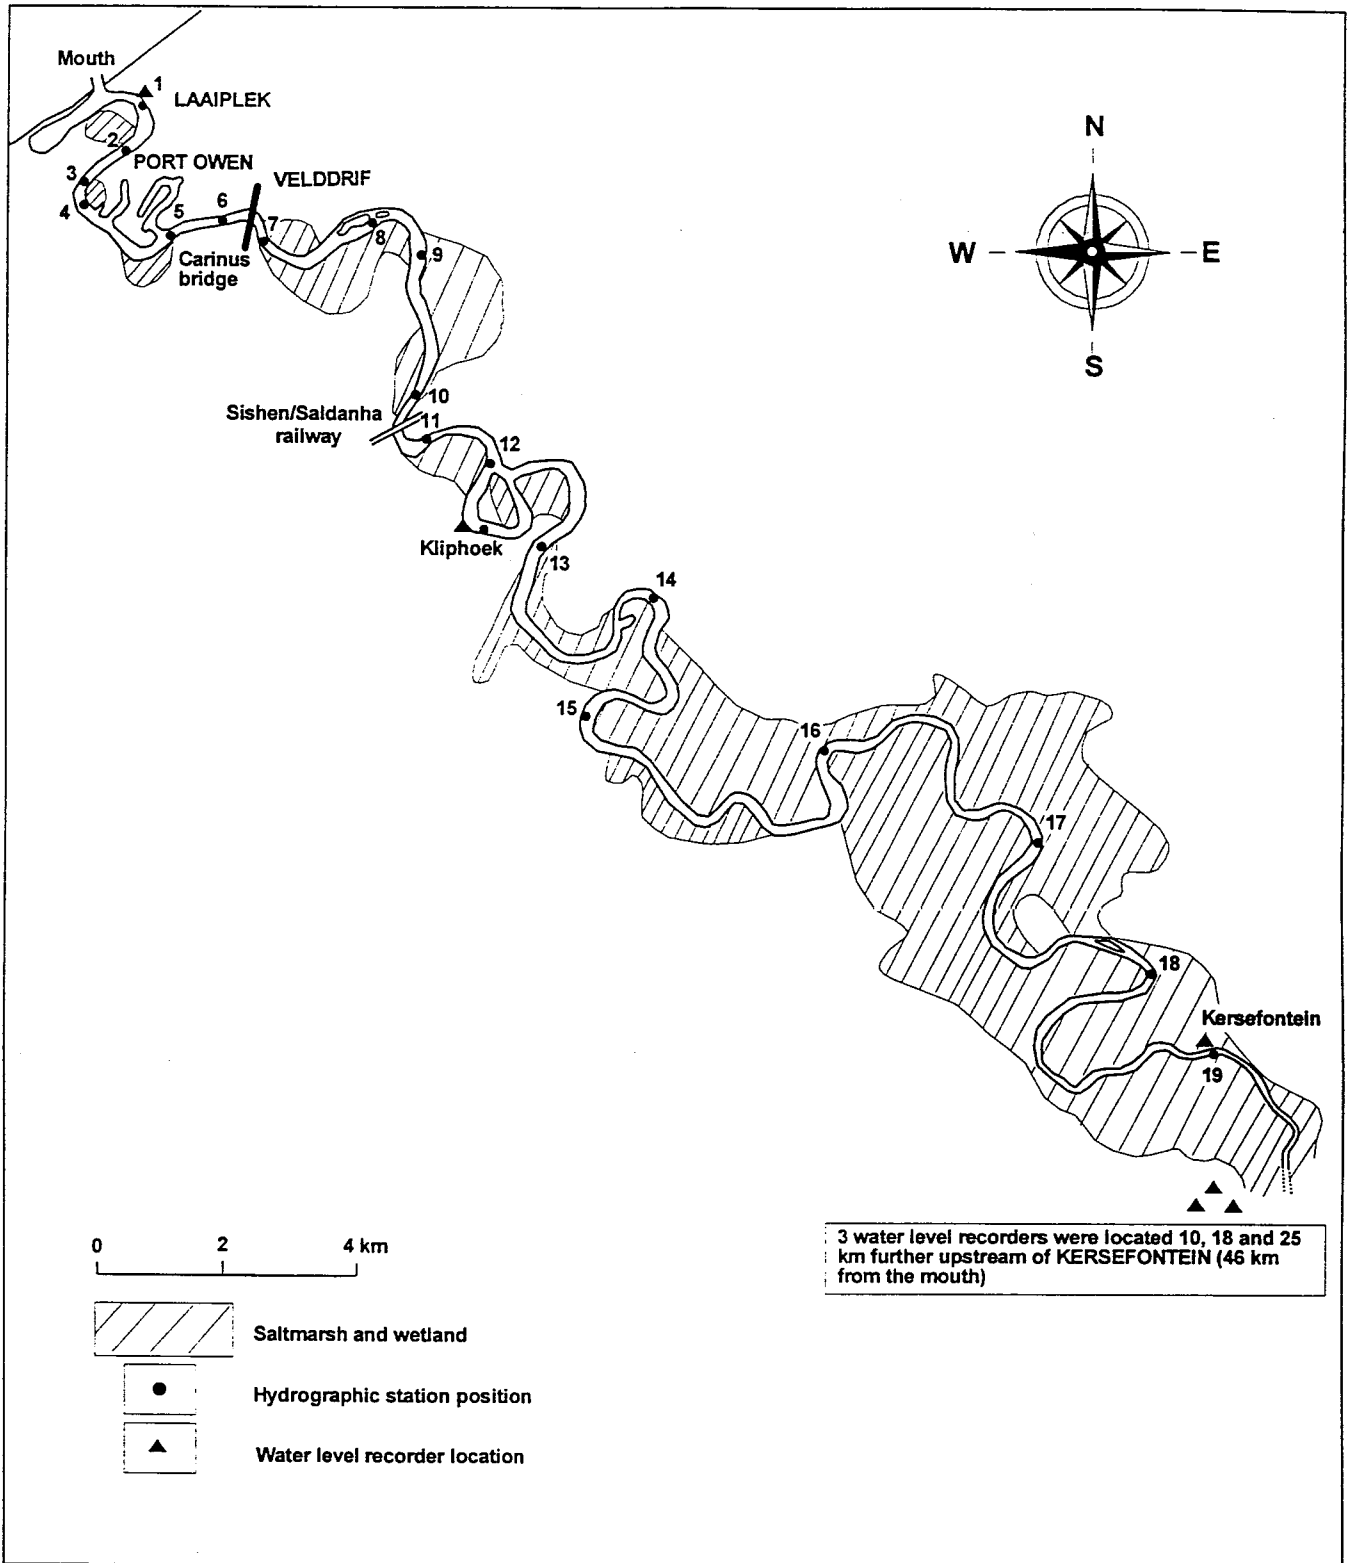 Mouth
1
LAAIPLEK
2
PORT OWEN
3
4
5
6
VELDDRIF
7
Carinus
bridge
8
9
N
W
E
S
10
Sishen/Saldanha
railway
11
12
Kliphoek
13
14
15
16
17
18
Kersefontein
19
3 water level recorders were located 10, 18 and 25
km further upstream of KERSEFONTEIN (46 km
from the mouth)
0 2 4 km
Saltmarsh and wetland
Hydrographic station position
Water level recorder location